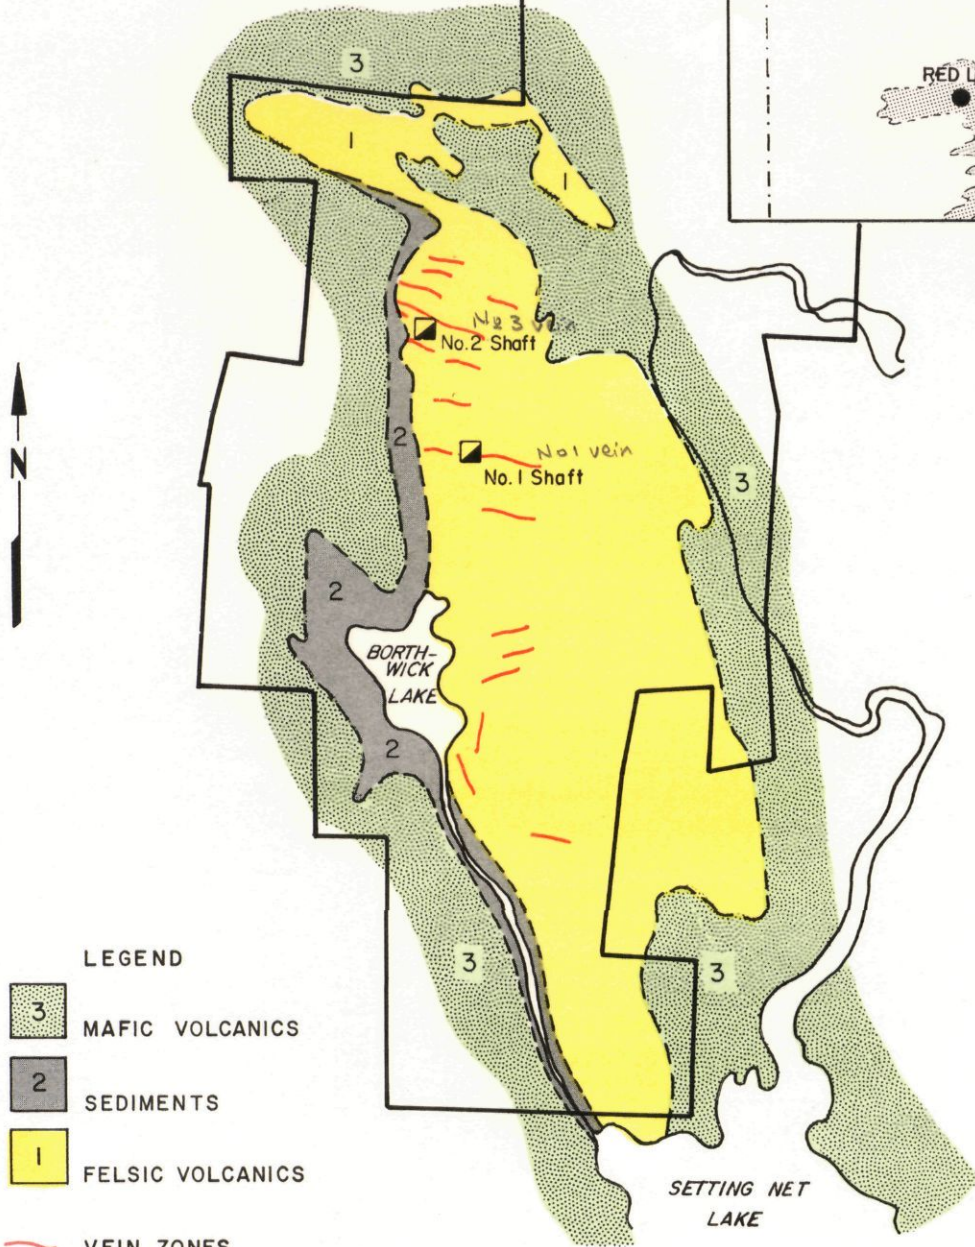 3
RED L
1
1
No 3 vein
No.2 Shaft
2
No 1 vein
No.1 Shaft
3
N
2
BORTH-
WICK
LAKE
2
3
3
LEGEND
3 MAFIC VOLCANICS
2 SEDIMENTS
1 FELSIC VOLCANICS
VEIN ZONES
SETTING NET
LAKE